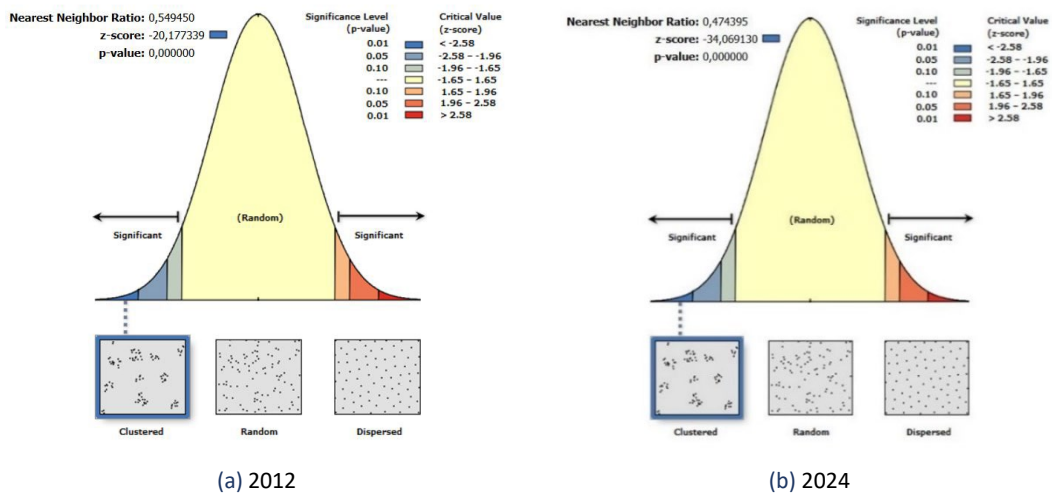 Nearest Neighbor Ratio: 0,549450
z-score: -20,177339
p-value: 0,000000
Significance Level (p-value) Critical Value (z-score)
0.01 < -2.58
0.05 -2.58 – -1.96
0.10 -1.96 – -1.65
--- -1.65 - 1.65
0.10 1.65 – 1.96
0.05 1.96 – 2.58
0.01 > 2.58
(Random)
Significant Significant
Clustered Random Dispersed
(a) 2012
Nearest Neighbor Ratio: 0,474395
z-score: -34,069130
p-value: 0,000000
Significance Level (p-value) Critical Value (z-score)
0.01 < -2.58
0.05 -2.58 – -1.96
0.10 -1.96 – -1.65
--- -1.65 - 1.65
0.10 1.65 – 1.96
0.05 1.96 – 2.58
0.01 > 2.58
(Random)
Significant Significant
Clustered Random Dispersed
(b) 2024